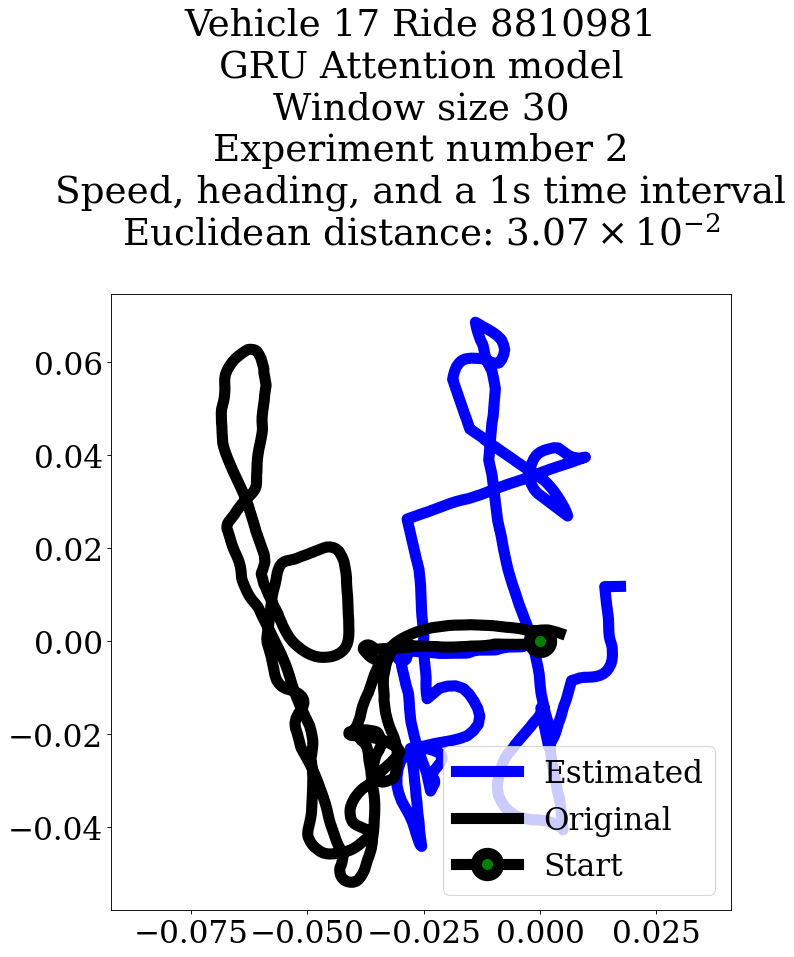 Vehicle 17 Ride 8810981
GRU Attention model
Window size 30
Experiment number 2
Speed, heading, and a 1s time interval
Euclidean distance: 3.07 × 10⁻²
0.06
0.04
0.02
0.00
−0.02
−0.04
Estimated
Original
Start
−0.075 −0.050 −0.025 0.000 0.025